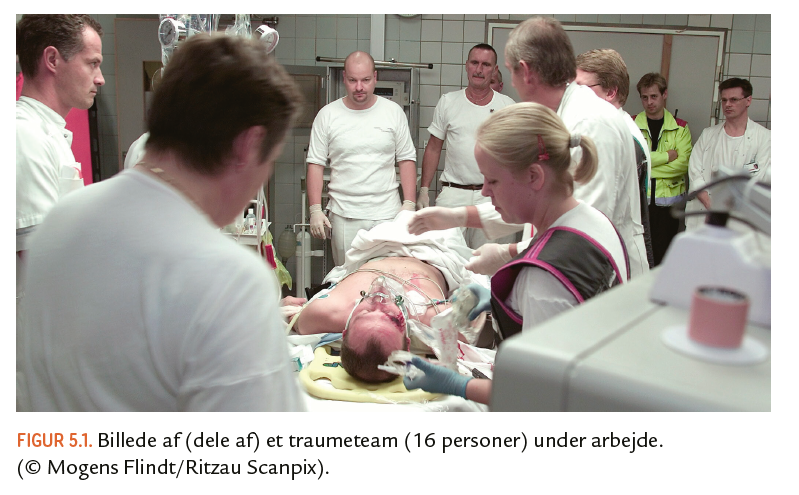 FIGUR 5.1. Billede af (dele af) et traumeteam (16 personer) under arbejde.
(© Mogens Flindt/Ritzau Scanpix).